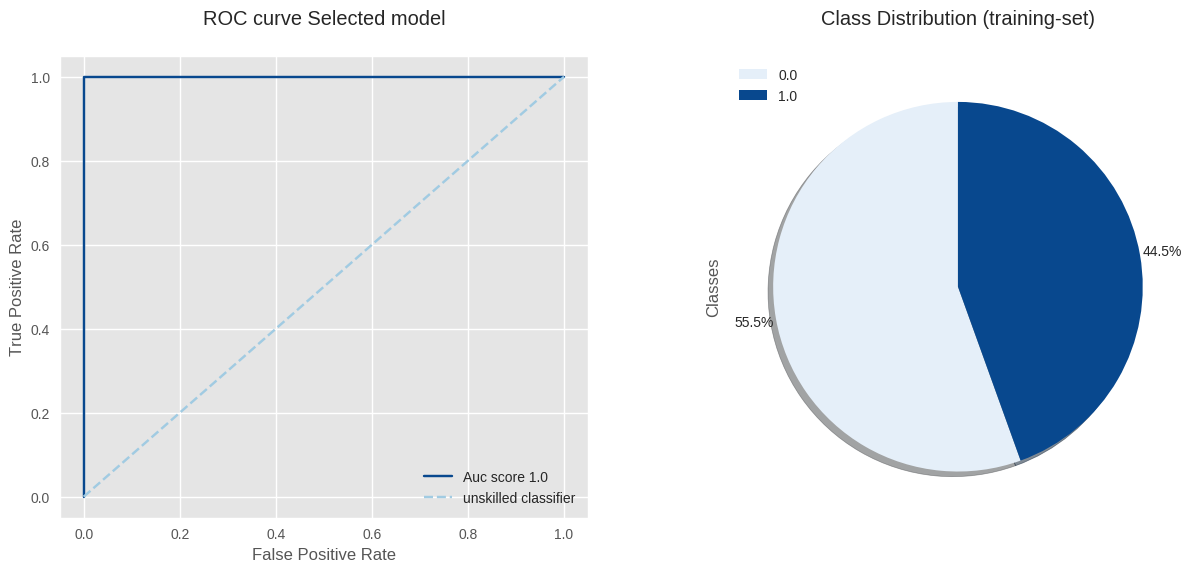 ROC curve Selected model
True Positive Rate
1.0
0.8
0.6
0.4
0.2
0.0
0.0 0.2 0.4 0.6 0.8 1.0
False Positive Rate
Auc score 1.0
unskilled classifier
Class Distribution (training-set)
0.0
1.0
Classes
44.5%
55.5%